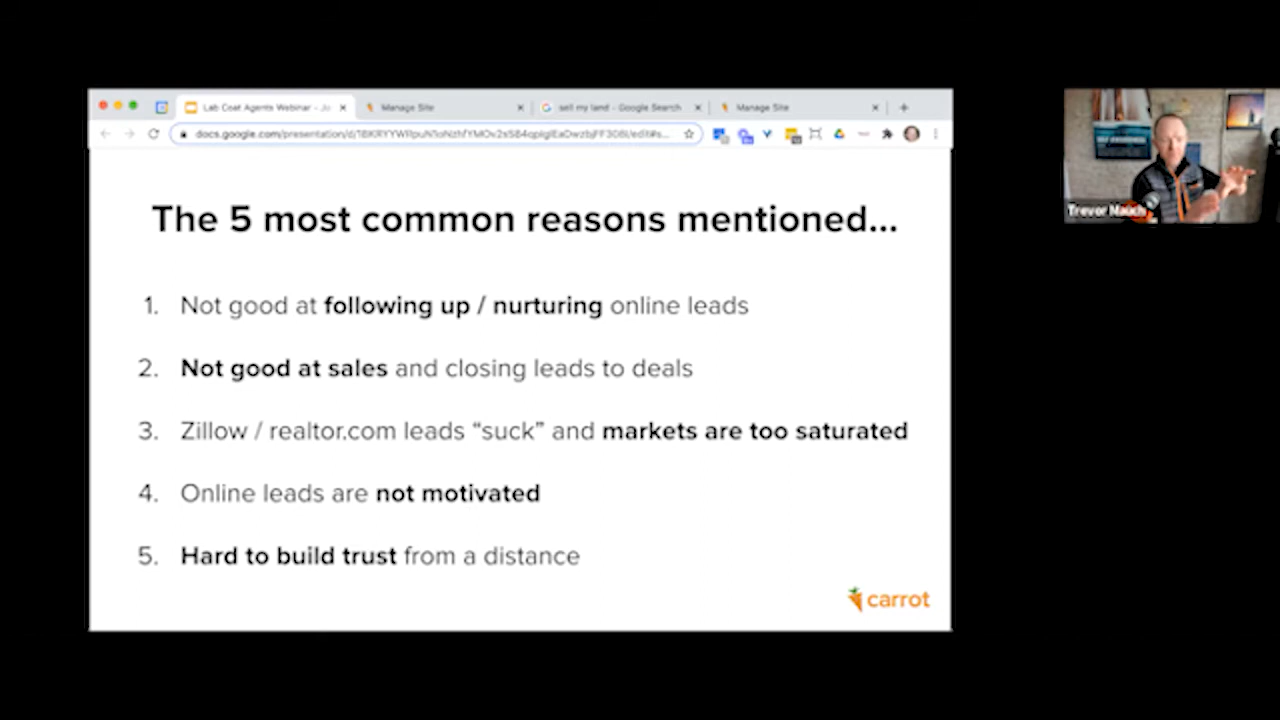 Lab Coat Agents Webinar - Jo
Manage Site
sell my land - Google Search
Manage Site
The 5 most common reasons mentioned...
1. Not good at following up / nurturing online leads
2. Not good at sales and closing leads to deals
3. Zillow / realtor.com leads “suck” and markets are too saturated
4. Online leads are not motivated
5. Hard to build trust from a distance
carrot
Trevor